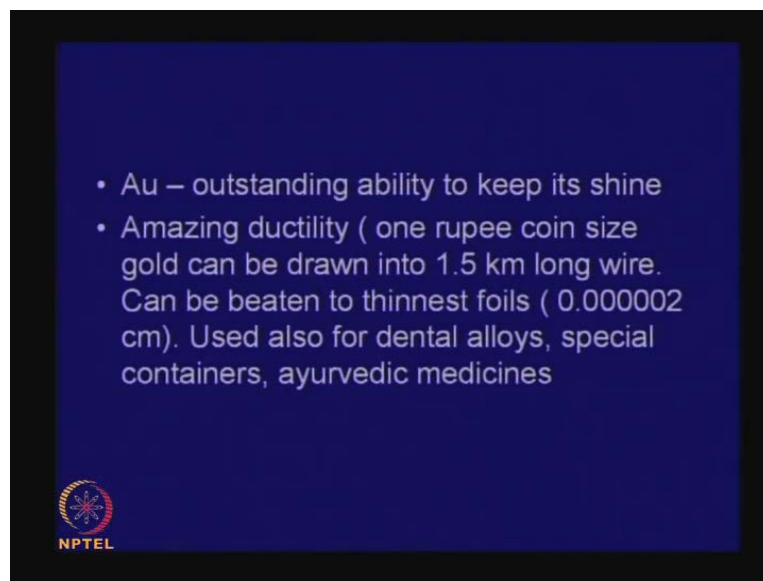 • Au – outstanding ability to keep its shine
• Amazing ductility ( one rupee coin size
gold can be drawn into 1.5 km long wire.
Can be beaten to thinnest foils ( 0.000002
cm). Used also for dental alloys, special
containers, ayurvedic medicines
NPTEL